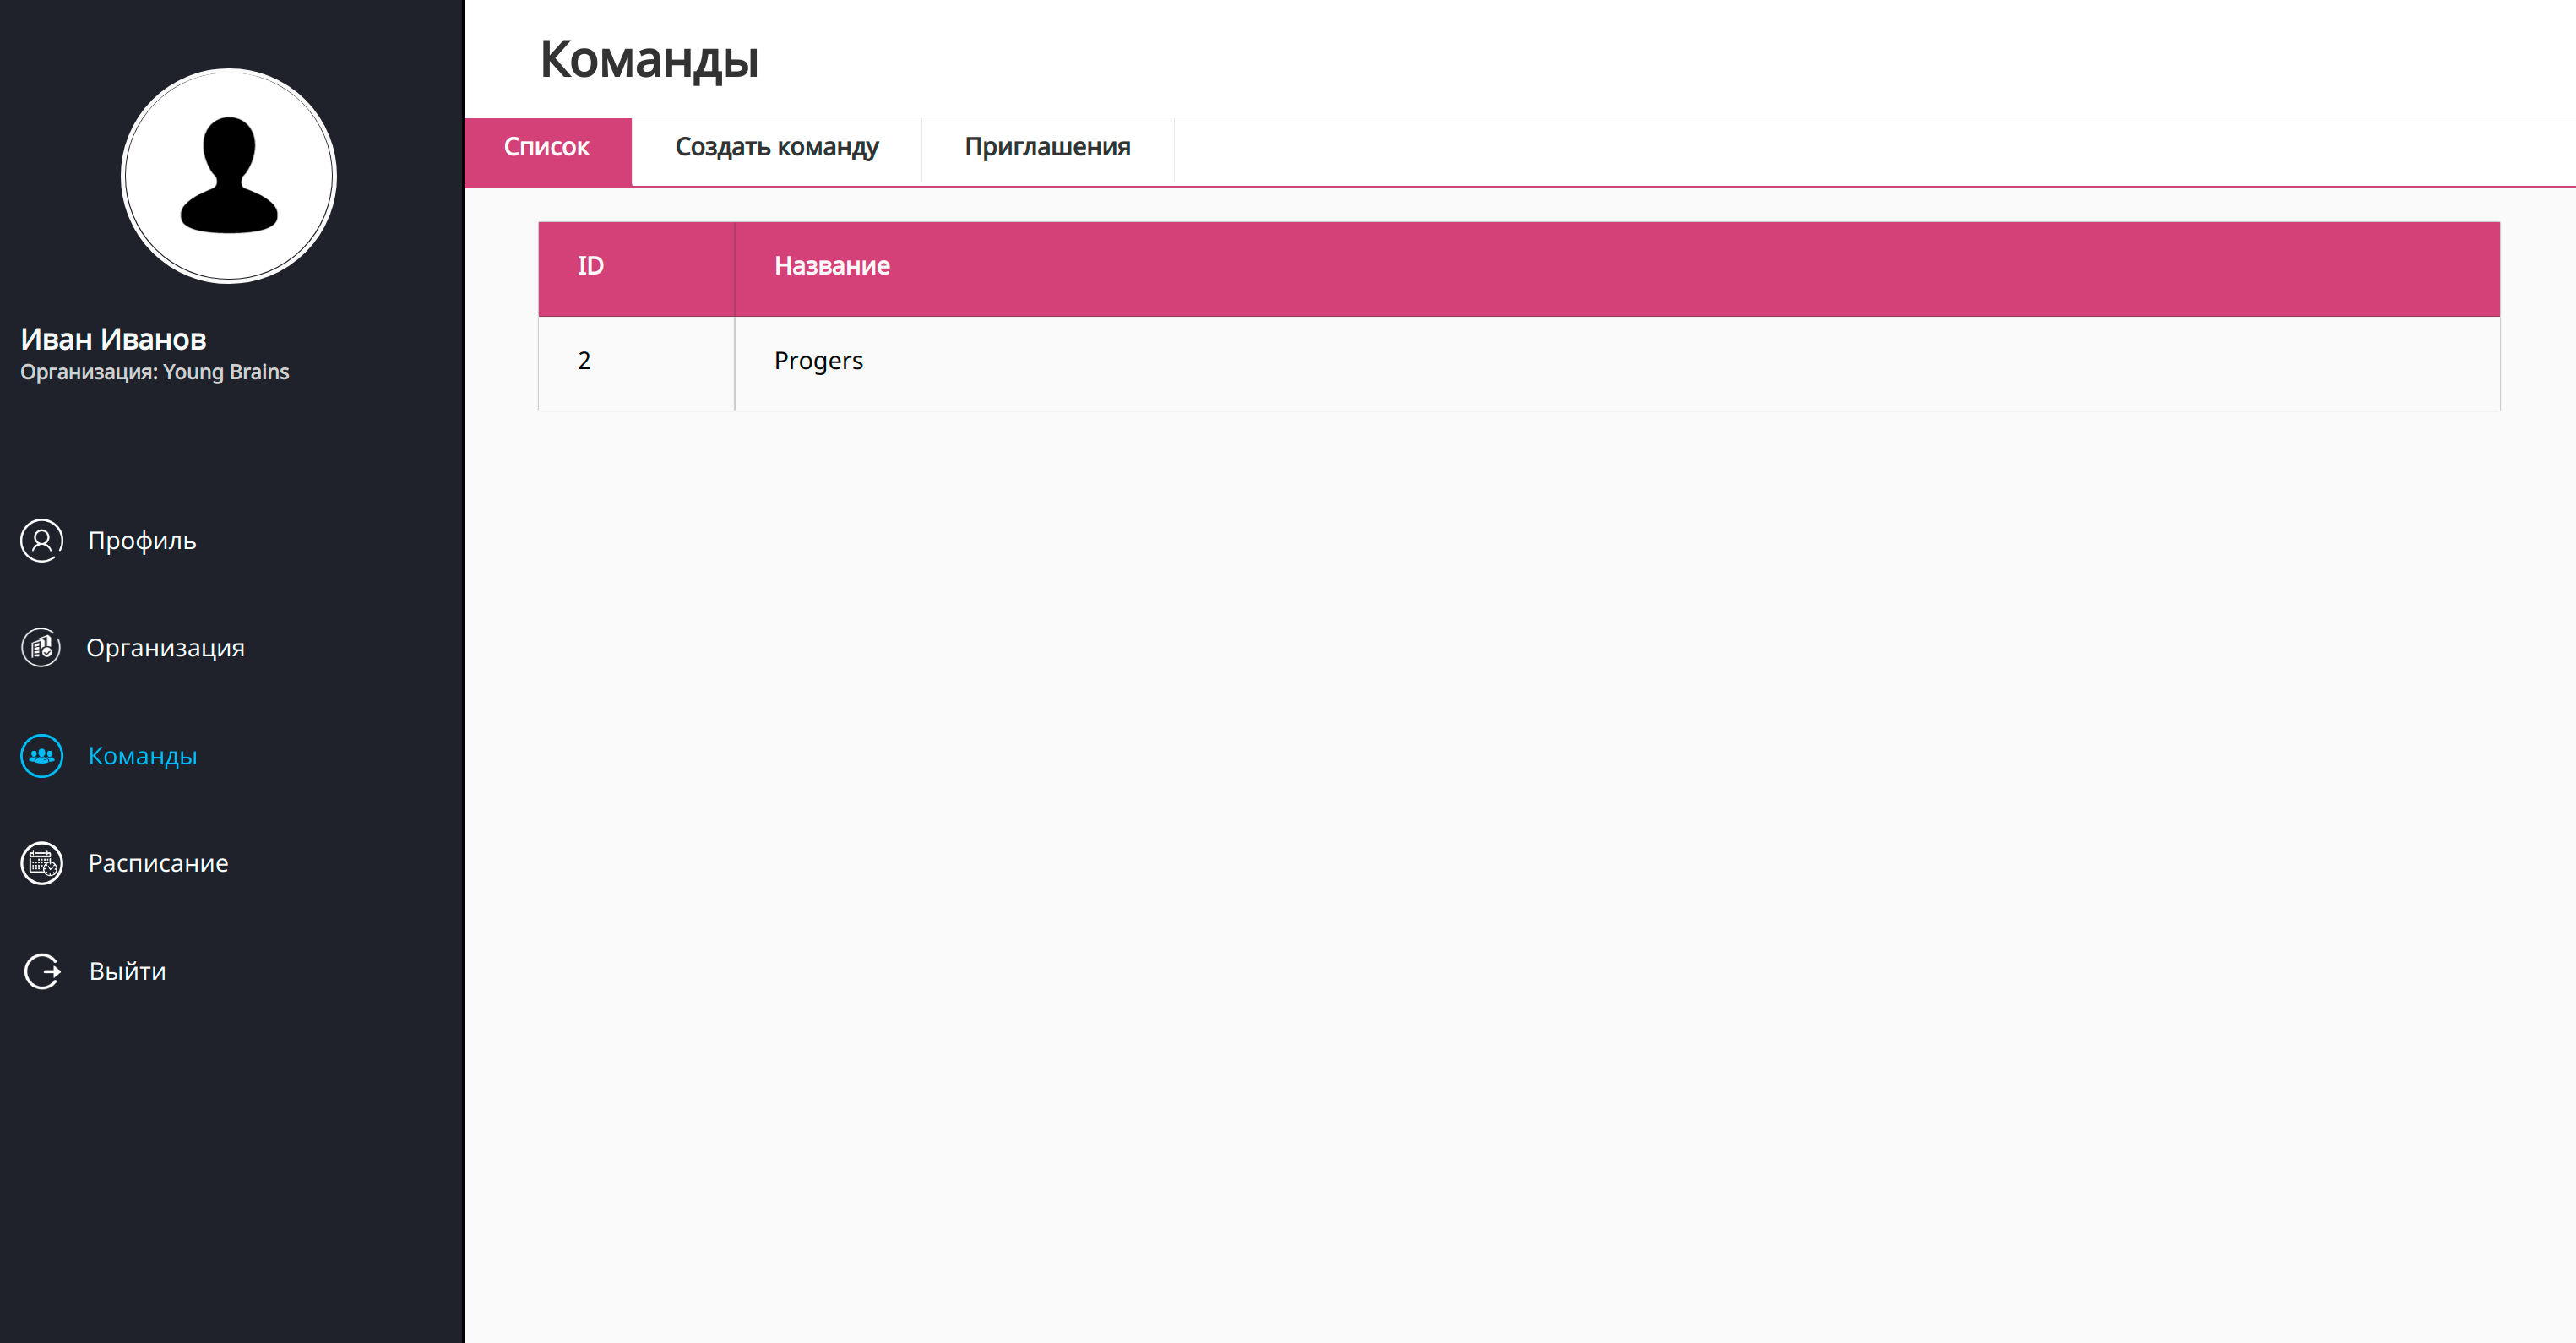 Иван Иванов
Организация: Young Brains
Профиль
Организация
Команды
Расписание
Выйти
Команды
Список Создать команду Приглашения
ID Название
2 Progers